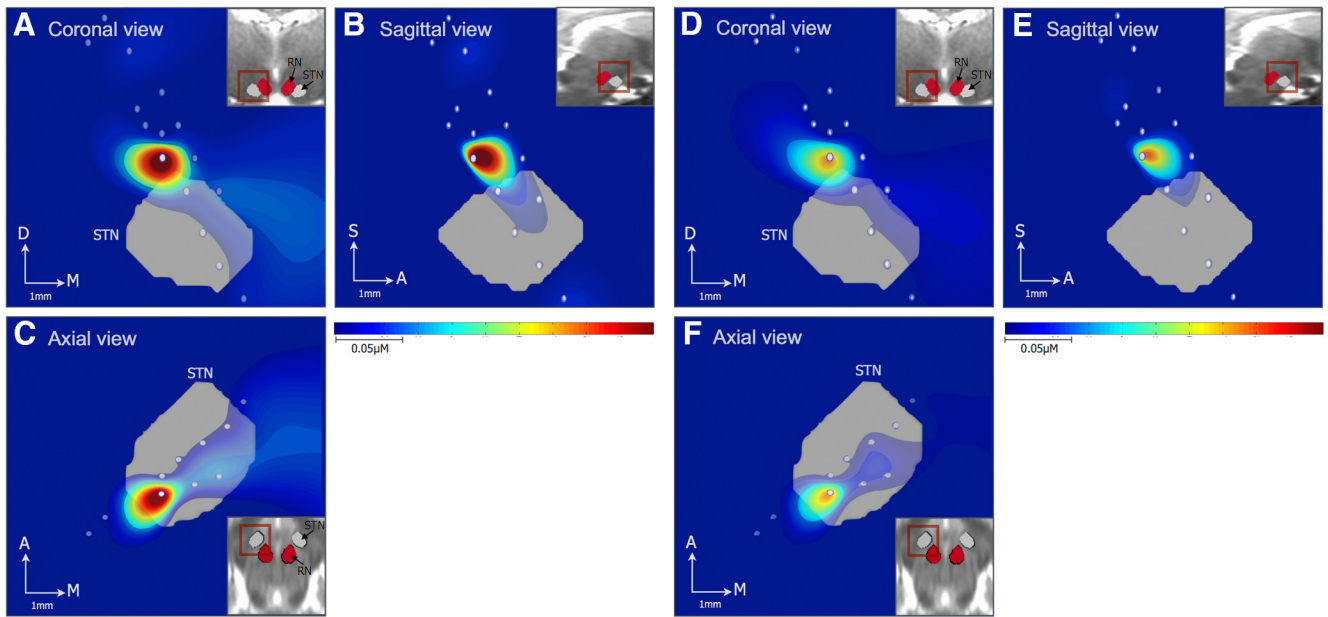 A Coronal view
RN
STN
STN
D
M
1mm
B Sagittal view
S
A
1mm
D Coronal view
RN
STN
STN
D
M
1mm
E Sagittal view
S
A
1mm
C Axial view
STN
A
M
1mm
STN
RN
0.05µM
F Axial view
STN
A
M
1mm
0.05µM